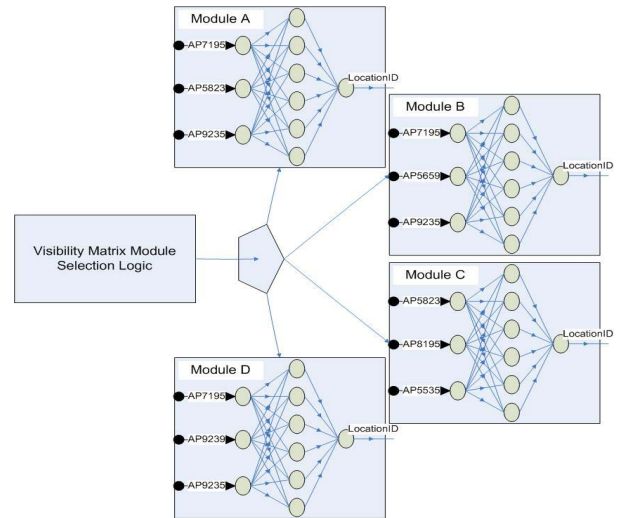 Module A
AP7195
AP5823
AP9235
LocationID
Module B
AP7195
AP5659
AP9235
LocationID
Visibility Matrix Module
Selection Logic
Module C
AP5823
AP8195
AP5535
LocationID
Module D
AP7195
AP9239
AP9235
LocationID